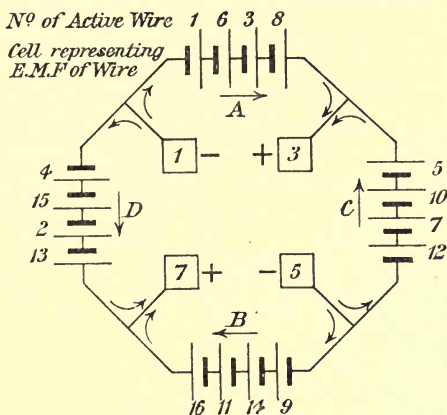 Nº of Active Wire 1 6 3 8
Cell representing
E.M.F of Wire
A
1 - + 3
4
15
2
13
D
5
10
7
12
C
7 + - 5
B
16 11 14 9